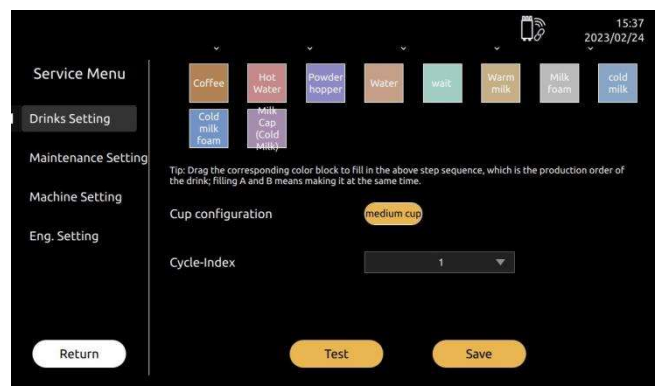 15:37
2023/02/24
Service Menu
Drinks Setting
Maintenance Setting
Machine Setting
Eng. Setting
Return
Coffee
Hot
Water
Powder
hopper
Water
wait
Warm
milk
Milk
foam
cold
milk
Cold
milk
foam
Milk
Cap
(Cold
Milk)
Tip: Drag the corresponding color block to fill in the above step sequence, which is the production order of
the drink; filling A and B means making it at the same time.
Cup configuration
medium cup
Cycle-Index
1
Test
Save